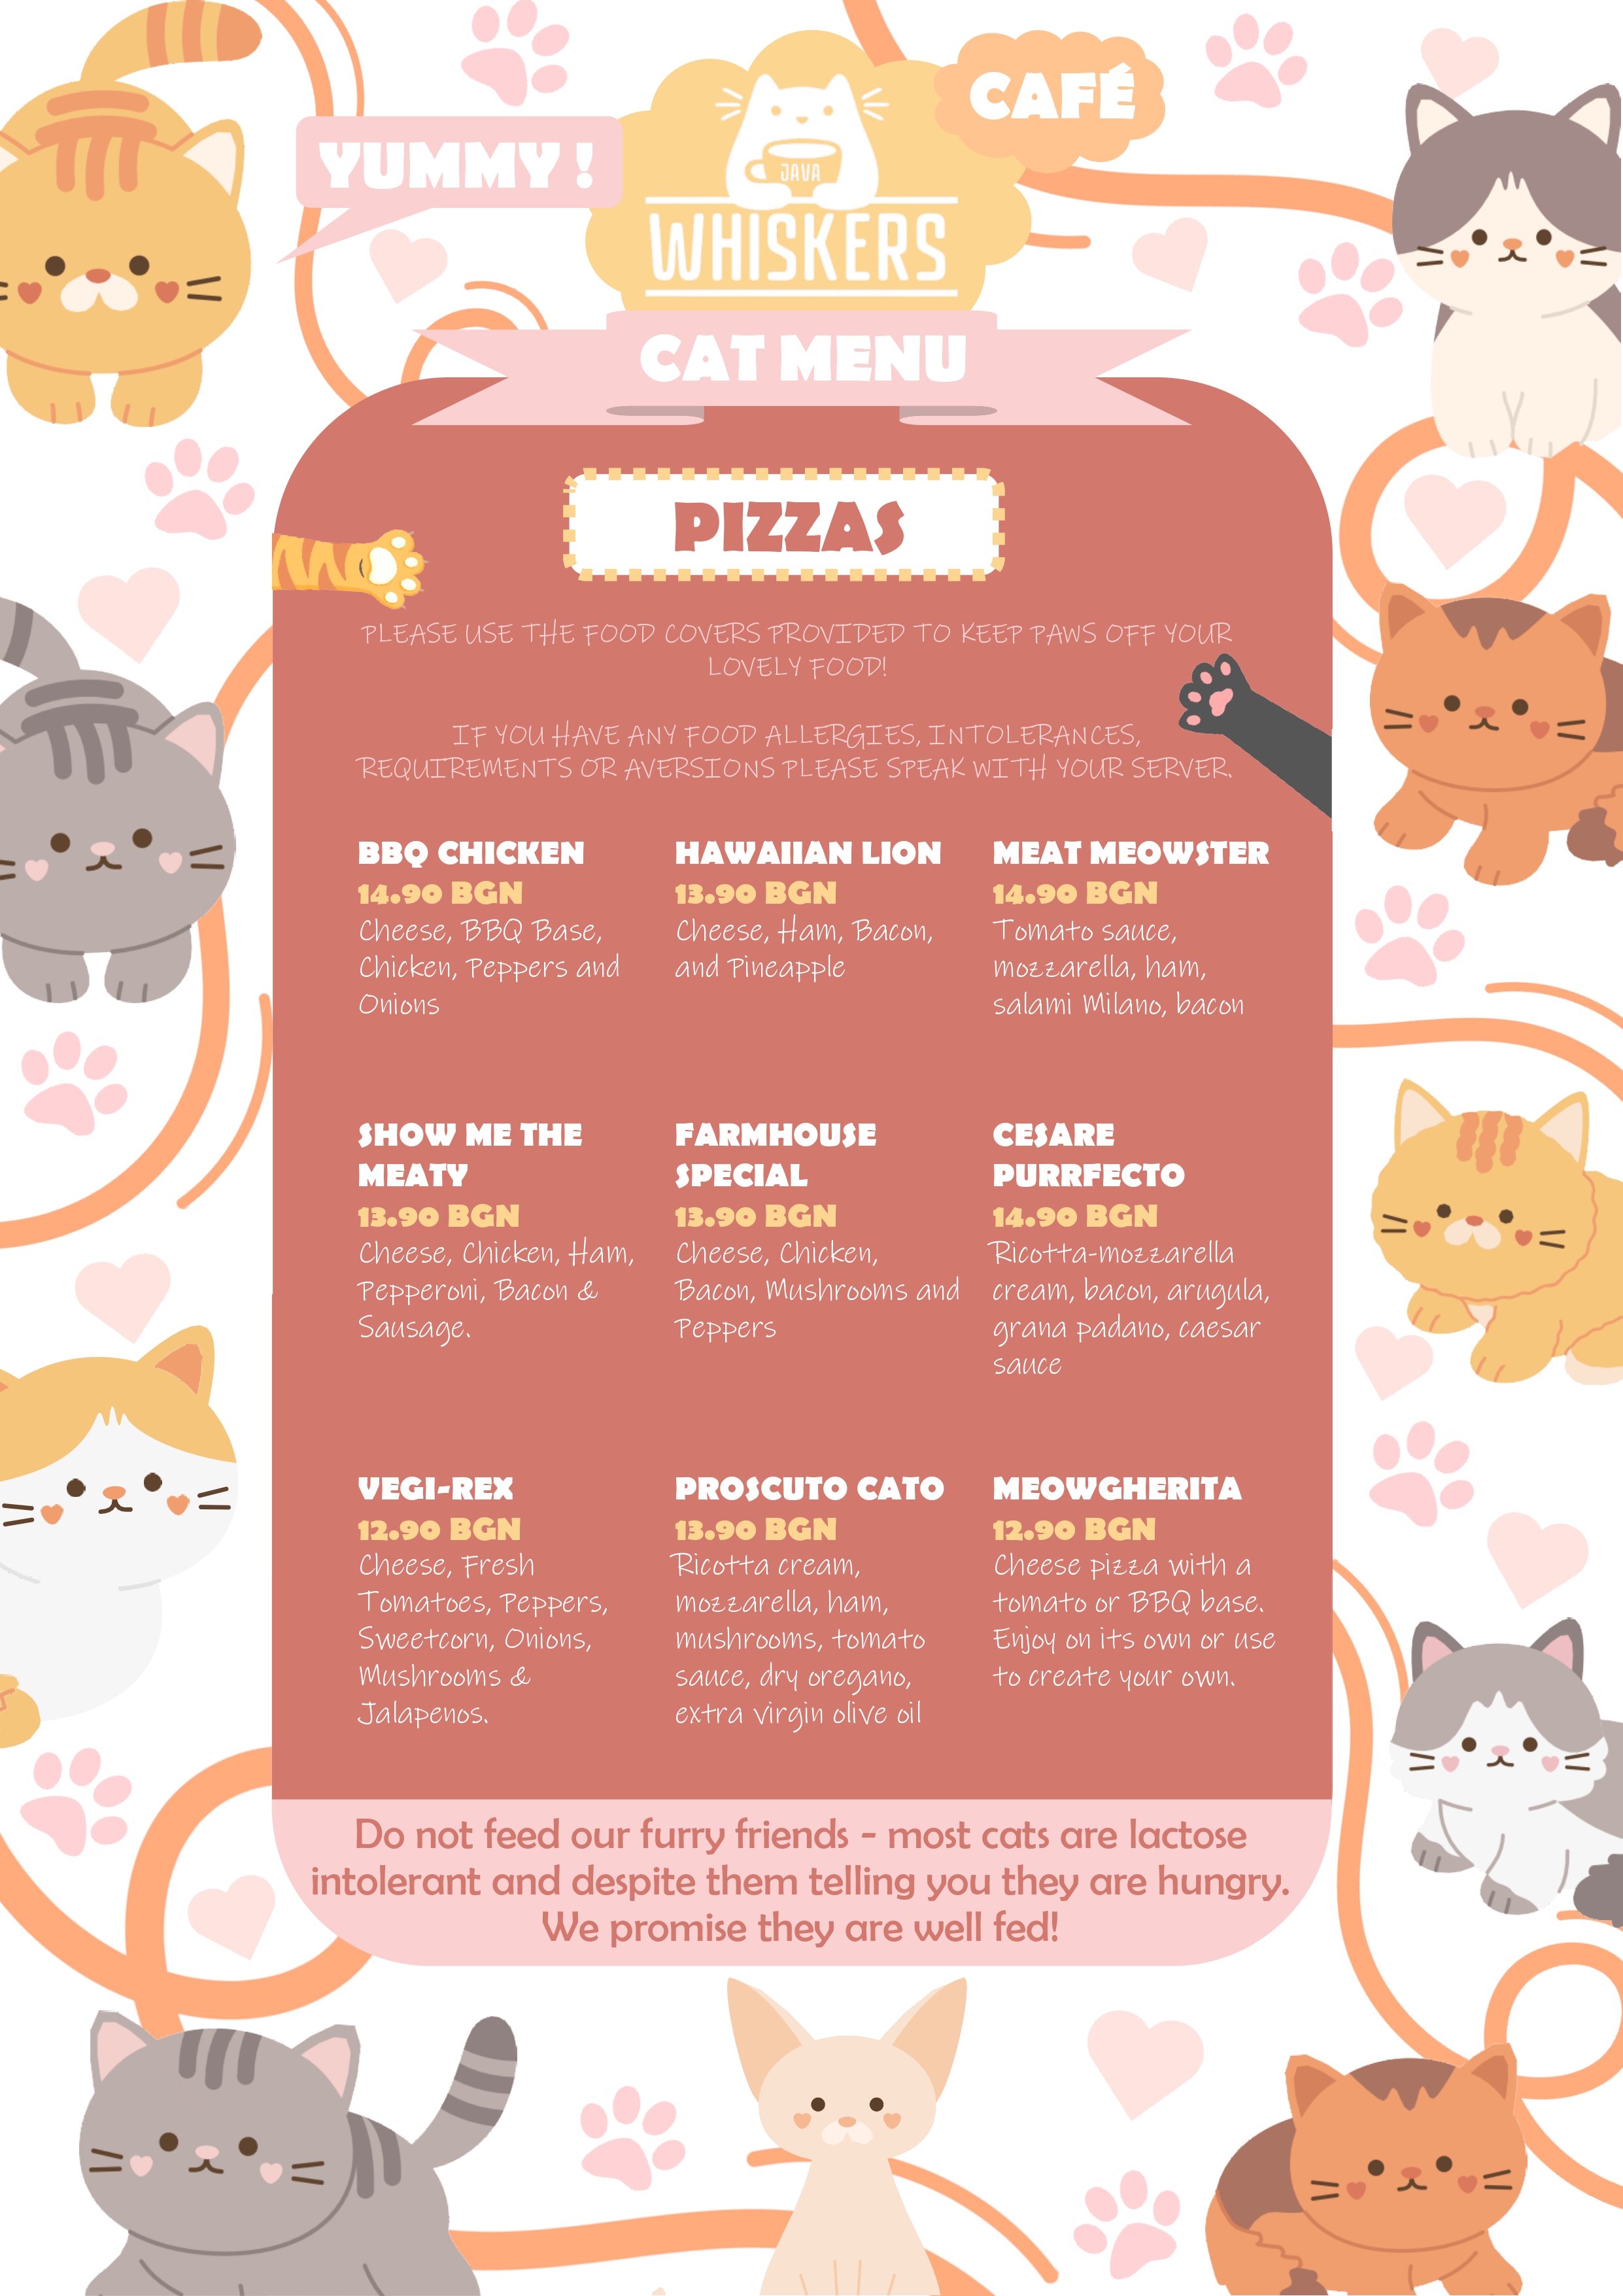 YUMMY !
CAFÉ
JAVA
WHISKERS
CAT MENU
PIZZAS
PLEASE USE THE FOOD COVERS PROVIDED TO KEEP PAWS OFF YOUR
LOVELY FOOD!
IF YOU HAVE ANY FOOD ALLERGIES, INTOLERANCES,
REQUIREMENTS OR AVERSIONS PLEASE SPEAK WITH YOUR SERVER.
BBQ CHICKEN
14.90 BGN
Cheese, BBQ Base,
Chicken, Peppers and
Onions
HAWAIIAN LION
13.90 BGN
Cheese, Ham, Bacon,
and Pineapple
MEAT MEOWSTER
14.90 BGN
Tomato sauce,
mozzarella, ham,
salami Milano, bacon
SHOW ME THE
MEATY
13.90 BGN
Cheese, Chicken, Ham,
Pepperoni, Bacon &
Sausage.
FARMHOUSE
SPECIAL
13.90 BGN
Cheese, Chicken,
Bacon, Mushrooms and
Peppers
CESARE
PURRFECTO
14.90 BGN
Ricotta-mozzarella
cream, bacon, arugula,
grana padano, caesar
sauce
VEGI-REX
12.90 BGN
Cheese, Fresh
Tomatoes, Peppers,
Sweetcorn, Onions,
Mushrooms &
Jalapenos.
PROSCUTO CATO
13.90 BGN
Ricotta cream,
mozzarella, ham,
mushrooms, tomato
sauce, dry oregano,
extra virgin olive oil
MEOWGHERITA
12.90 BGN
Cheese pizza with a
tomato or BBQ base.
Enjoy on its own or use
to create your own.
Do not feed our furry friends - most cats are lactose
intolerant and despite them telling you they are hungry.
We promise they are well fed!